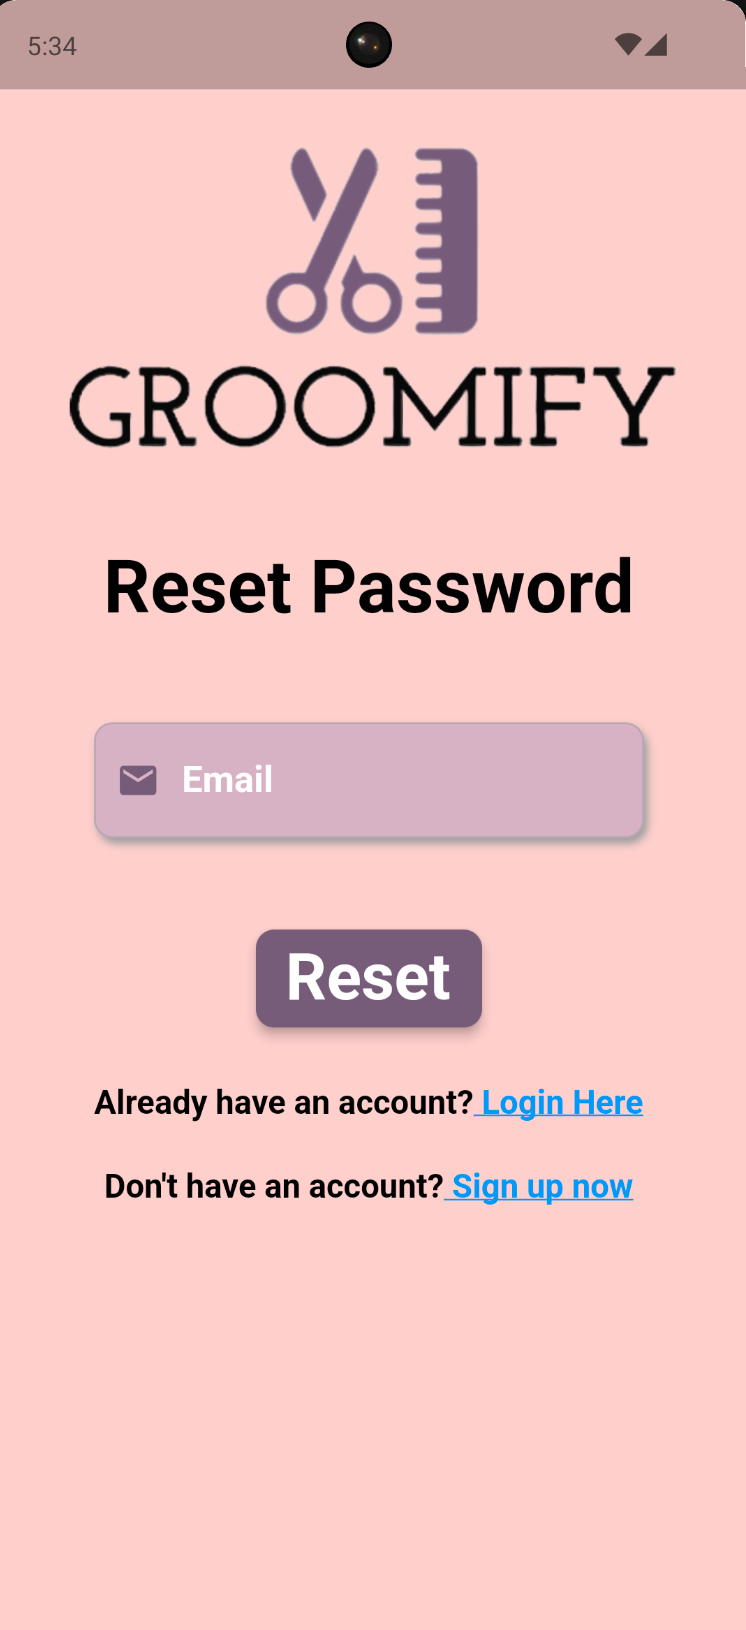 5:34
GROOMIFY
Reset Password
Email
Reset
Already have an account? Login Here
Don't have an account? Sign up now